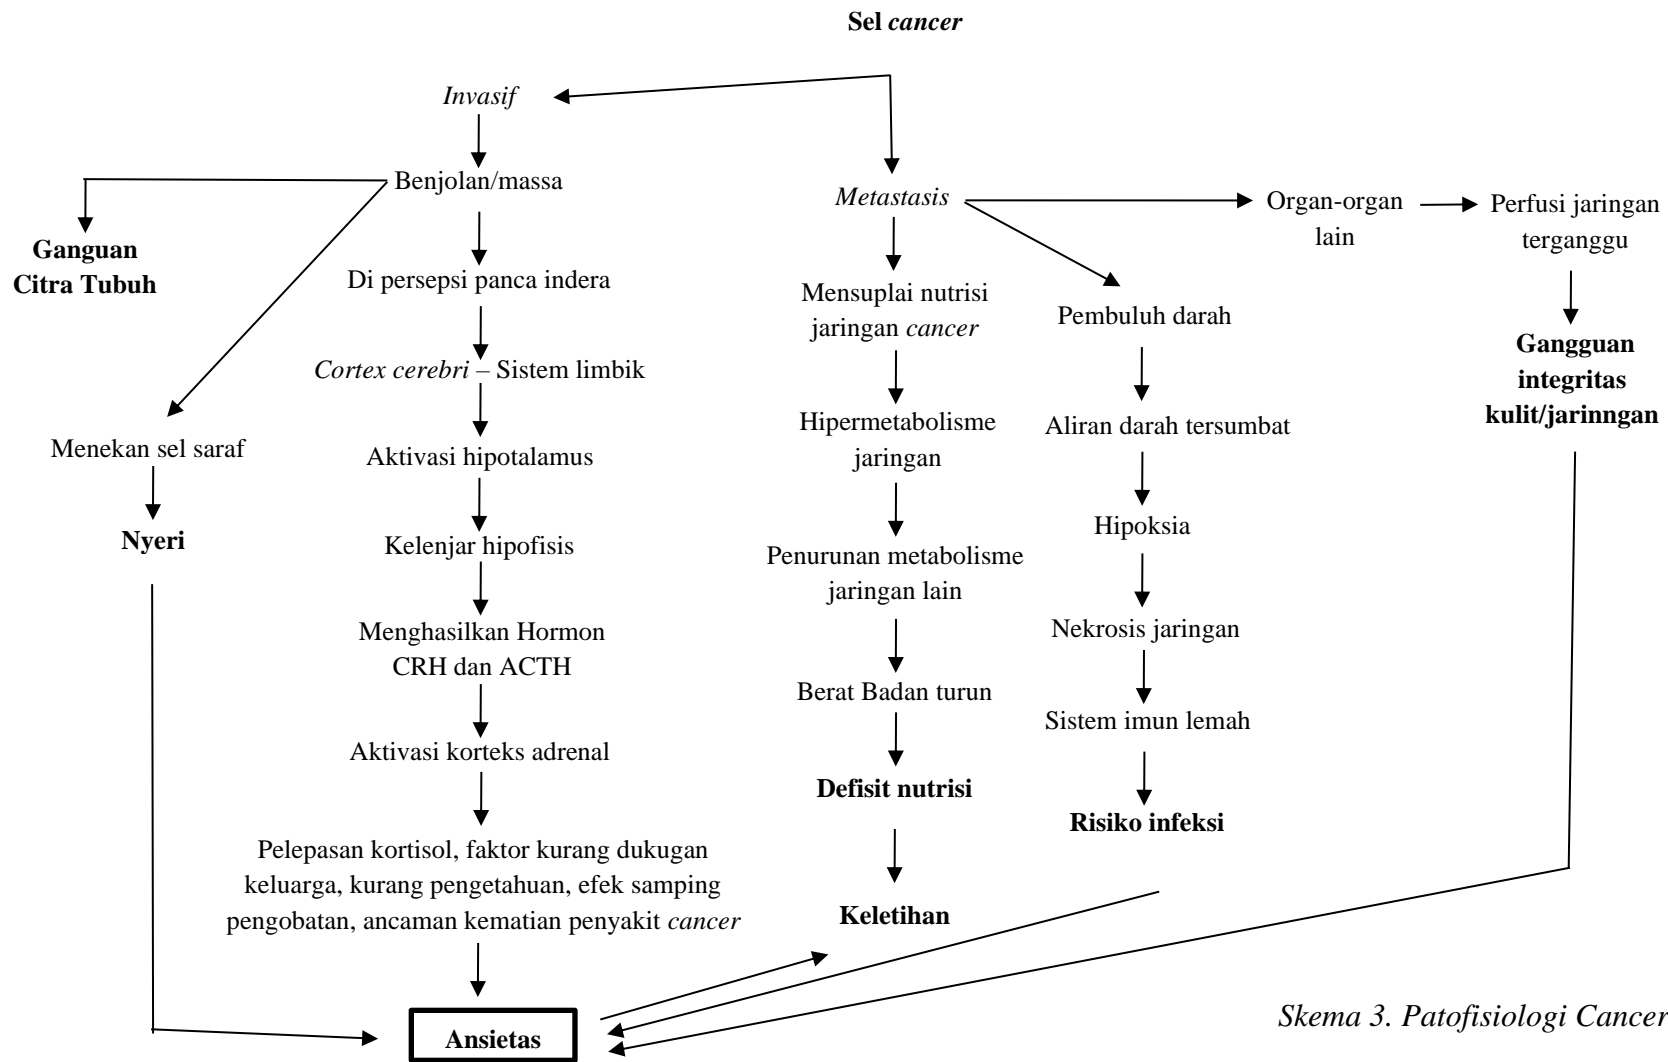 Sel cancer
Invasif
Benjolan/massa
Metastasis
Organ-organ
lain
Perfusi jaringan
terganggu
Ganguan
Citra Tubuh
Di persepsi panca indera
Mensuplai nutrisi
jaringan cancer
Pembuluh darah
Gangguan
integritas
kulit/jarinngan
Cortex cerebri – Sistem limbik
Hipermetabolisme
jaringan
Aliran darah tersumbat
Menekan sel saraf
Aktivasi hipotalamus
Nyeri
Kelenjar hipofisis
Penurunan metabolisme
jaringan lain
Hipoksia
Menghasilkan Hormon
CRH dan ACTH
Nekrosis jaringan
Berat Badan turun
Sistem imun lemah
Aktivasi korteks adrenal
Defisit nutrisi
Risiko infeksi
Pelepasan kortisol, faktor kurang dukugan
keluarga, kurang pengetahuan, efek samping
pengobatan, ancaman kematian penyakit cancer
Keletihan
Ansietas
Skema 3. Patofisiologi Cancer